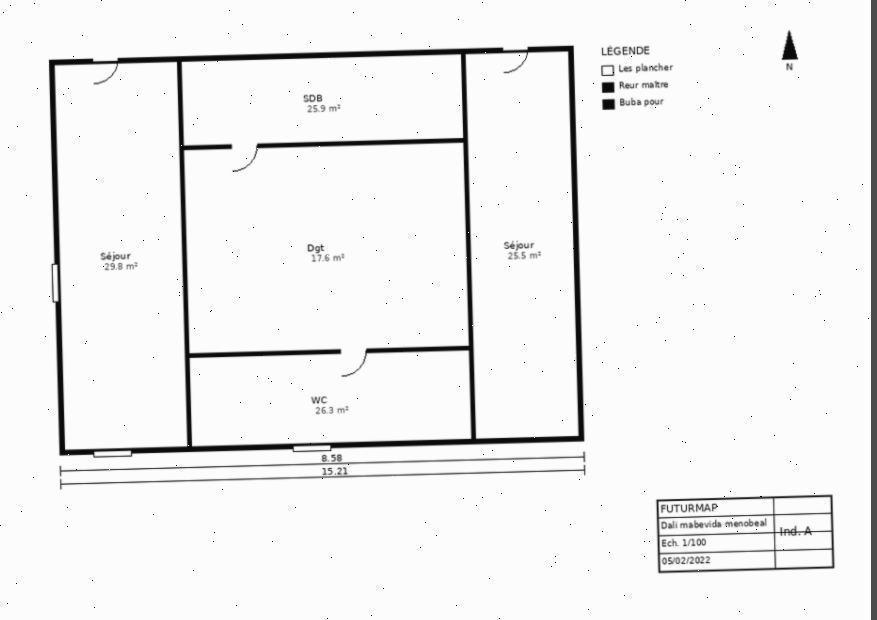 LÉGENDE
Les plancher
Reur maître
Buba pour
N
SDB
25.9 m²
Dgt
17.6 m²
Séjour
29.8 m²
Séjour
25.5 m²
WC
26.3 m²
8.58
15.21
FUTURMAP
Dali mabevida menobeal
Ind. A
Ech. 1/100
05/02/2022